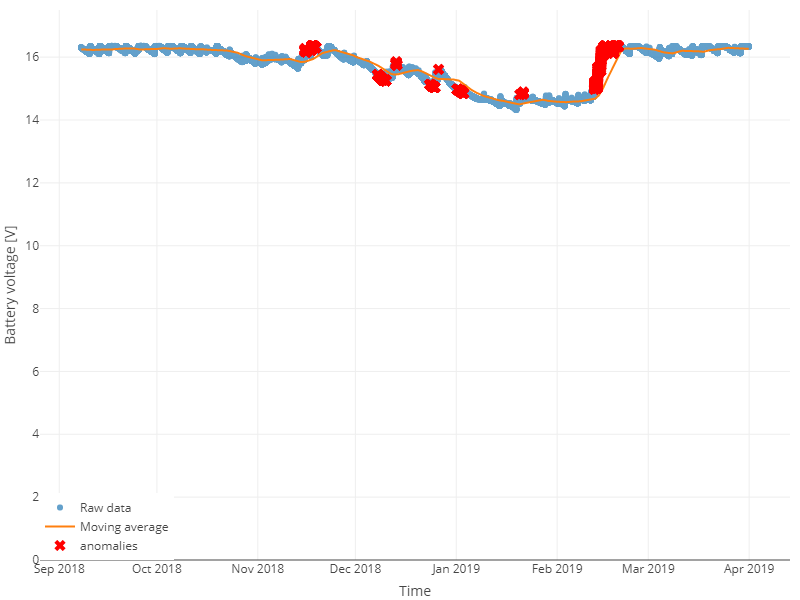 Battery voltage [V]
16
14
12
10
8
6
4
2
0
Raw data
Moving average
anomalies
Sep 2018 Oct 2018 Nov 2018 Dec 2018 Jan 2019 Feb 2019 Mar 2019 Apr 2019
Time